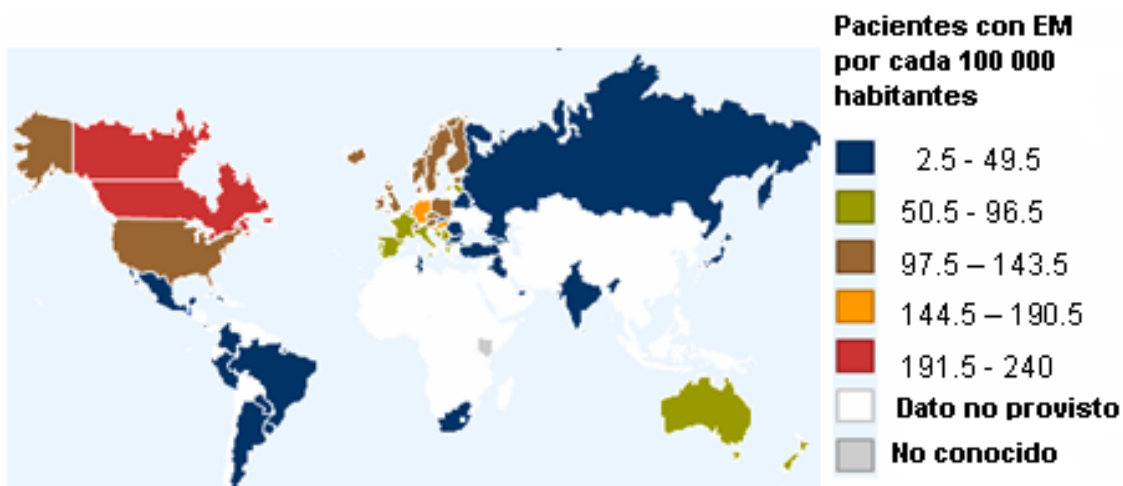 Pacientes con EM
por cada 100 000
habitantes
2.5 - 49.5
50.5 - 96.5
97.5 – 143.5
144.5 – 190.5
191.5 - 240
Dato no provisto
No conocido